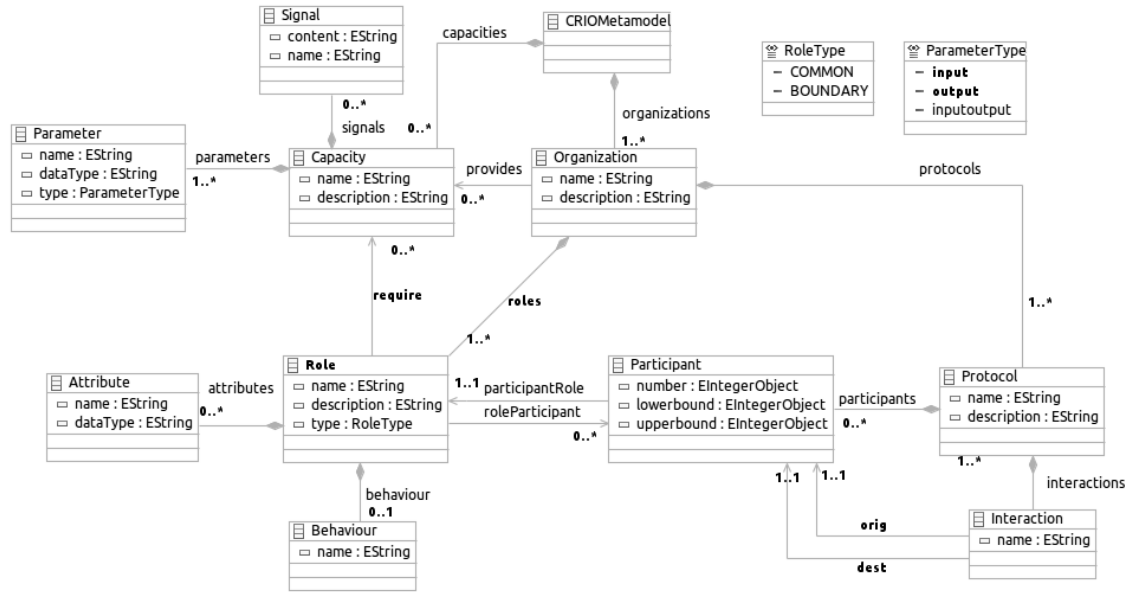 Signal
content : EString
name : EString
CRIOMetamodel
capacities
RoleType
COMMON
BOUNDARY
ParameterType
input
output
inputoutput
0..*
signals
0..*
organizations
1..*
Parameter
name : EString
dataType : EString
type : ParameterType
parameters
1..*
Capacity
name : EString
description : EString
provides
0..*
Organization
name : EString
description : EString
protocols
0..*
require
roles
1..*
1..*
Attribute
name : EString
dataType : EString
attributes
0..*
Role
name : EString
description : EString
type : RoleType
1..1
participantRole
roleParticipant
0..*
Participant
number : EIntegerObject
lowerbound : EIntegerObject
upperbound : EIntegerObject
participants
0..*
Protocol
name : EString
description : EString
1..*
interactions
behaviour
0..1
Behaviour
name : EString
1..1
1..1
orig
dest
Interaction
name : EString